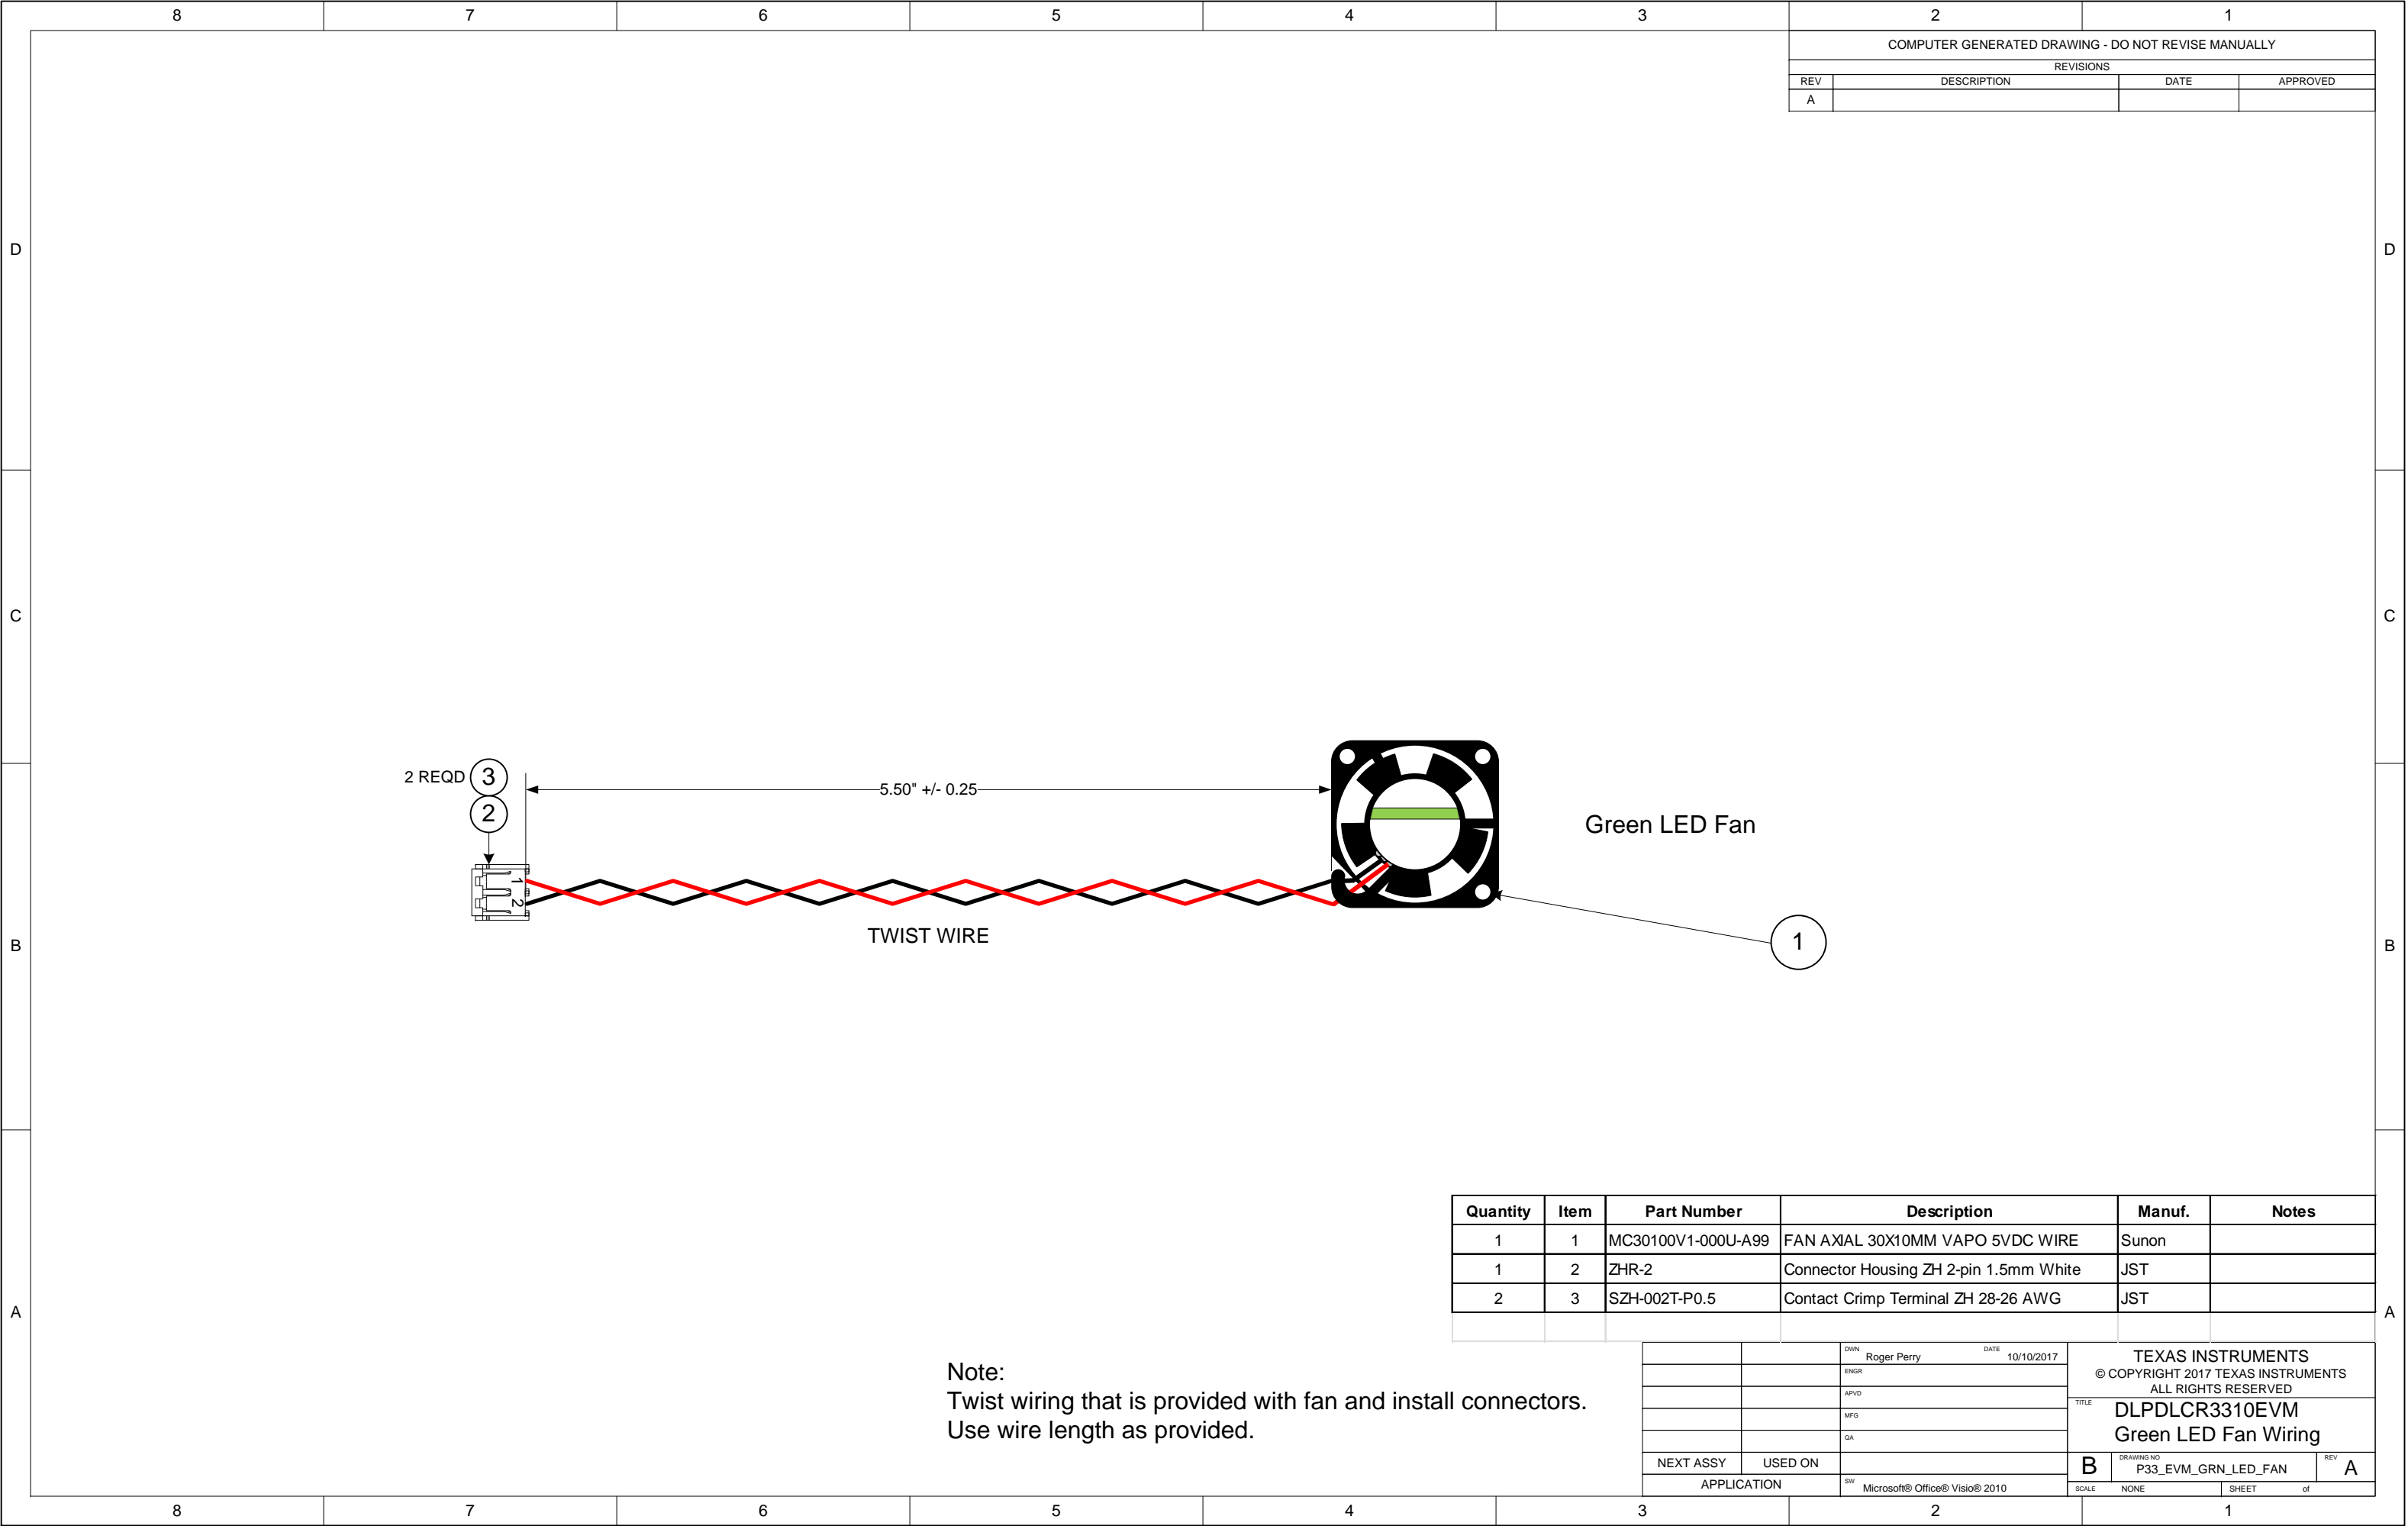 8 7 6 5 4 3 2 1
COMPUTER GENERATED DRAWING - DO NOT REVISE MANUALLY
REVISIONS
REV DESCRIPTION DATE APPROVED
A
D D
C C
2 REQD 3
2
5.50" +/- 0.25
Green LED Fan
1
2
TWIST WIRE
1
B B
Quantity Item Part Number Description Manuf. Notes
1 1 MC30100V1-000U-A99 FAN AXIAL 30X10MM VAPO 5VDC WIRE Sunon
1 2 ZHR-2 Connector Housing ZH 2-pin 1.5mm White JST
2 3 SZH-002T-P0.5 Contact Crimp Terminal ZH 28-26 AWG JST
A A
Note:
Twist wiring that is provided with fan and install connectors.
Use wire length as provided.
DWN Roger Perry DATE 10/10/2017
ENGR
APVD
MFG
QA
NEXT ASSY USED ON
APPLICATION
SW Microsoft® Office® Visio® 2010
TEXAS INSTRUMENTS
© COPYRIGHT 2017 TEXAS INSTRUMENTS
ALL RIGHTS RESERVED
TITLE DLPDLCR3310EVM
Green LED Fan Wiring
B DRAWING NO P33_EVM_GRN_LED_FAN REV A
SCALE NONE SHEET of
8 7 6 5 4 3 2 1